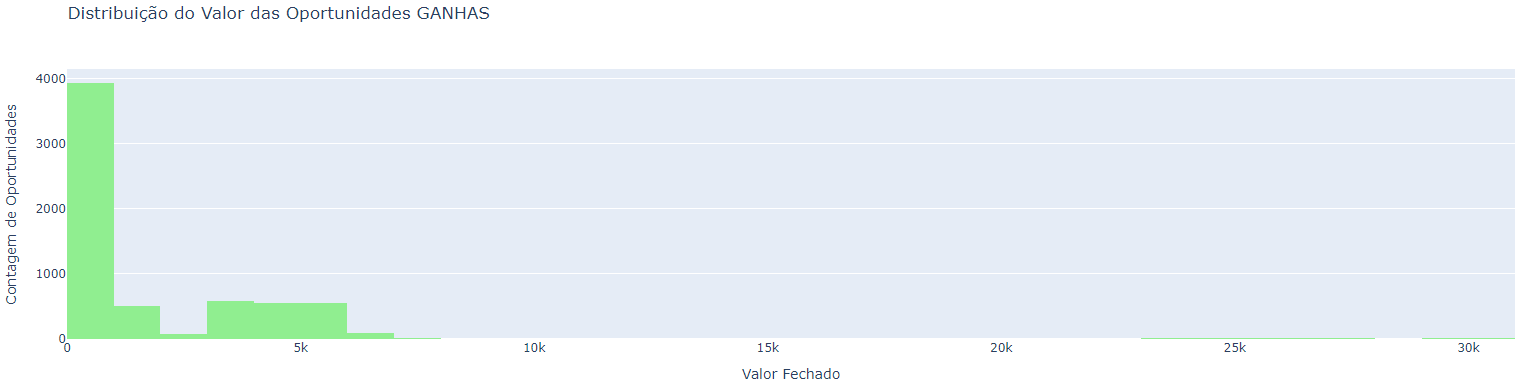 Distribuição do Valor das Oportunidades GANHAS
Contagem de Oportunidades
4000
3000
2000
1000
0
0 5k 10k 15k 20k 25k 30k
Valor Fechado